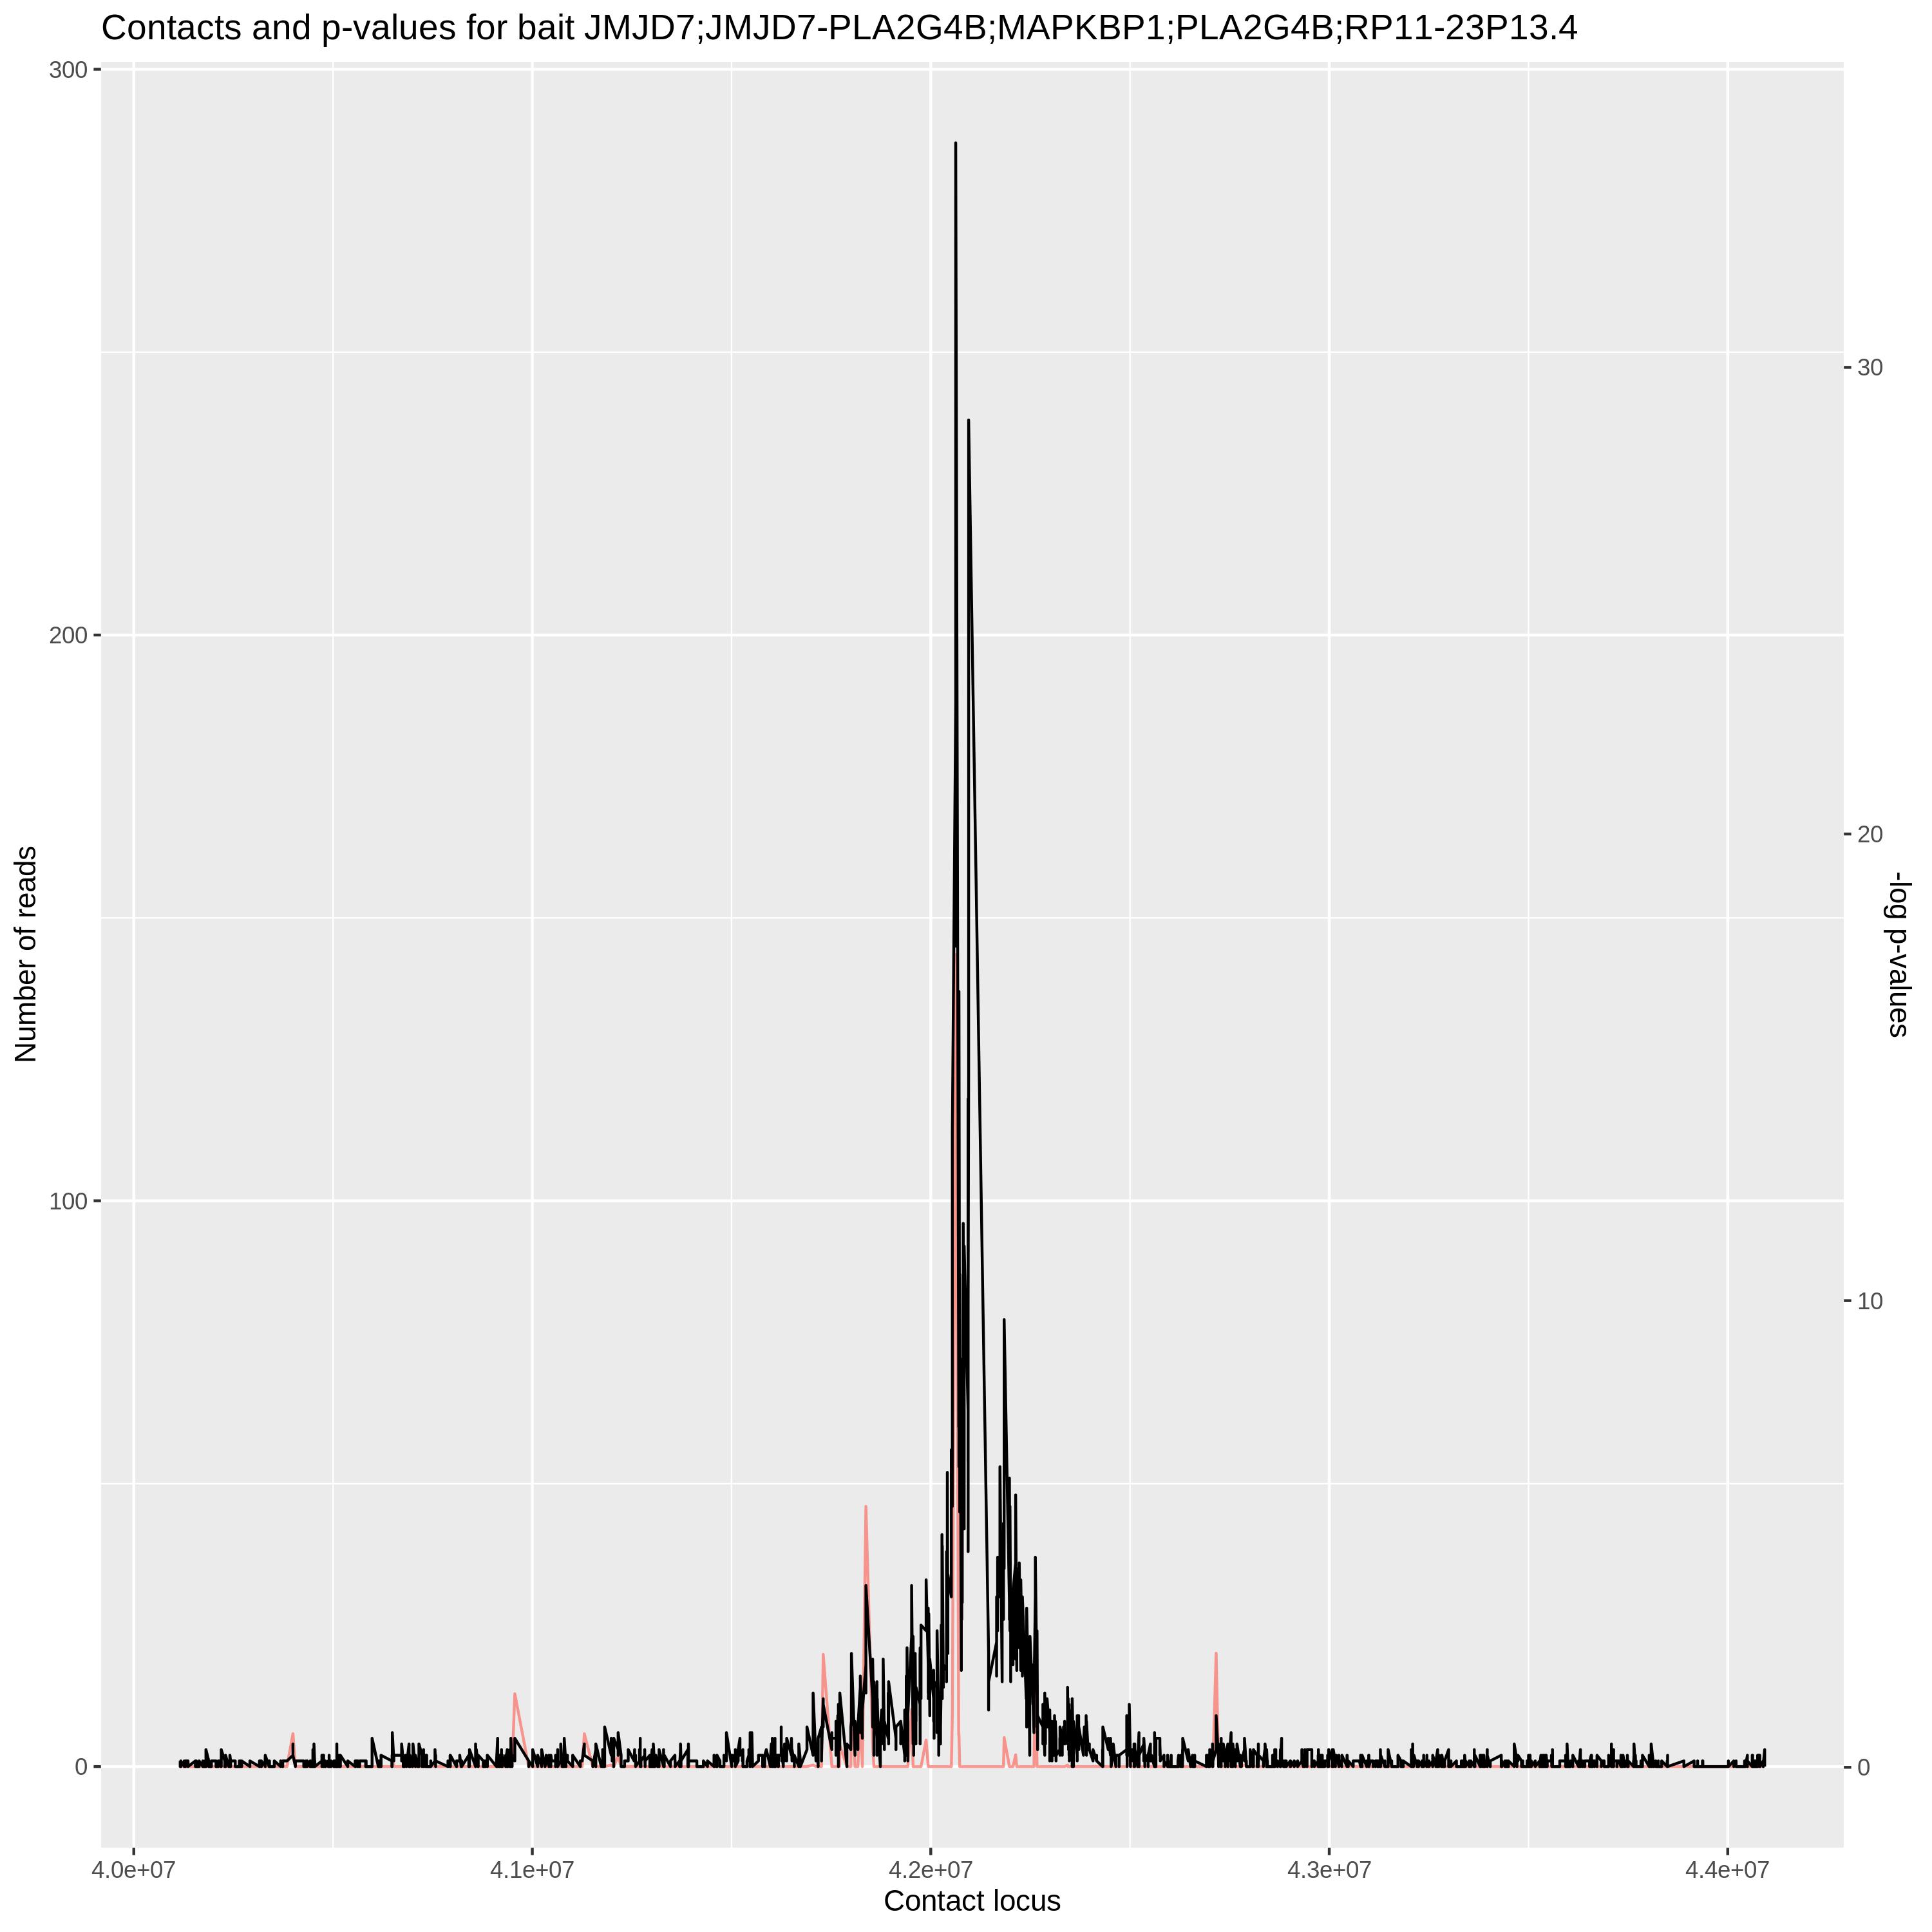 Contacts and p-values for bait JMJD7;JMJD7-PLA2G4B;MAPKBP1;PLA2G4B;RP11-23P13.4
300
200
100
0
Number of reads
30
20
10
0
-log p-values
4.0e+07 4.1e+07 4.2e+07 4.3e+07 4.4e+07
Contact locus